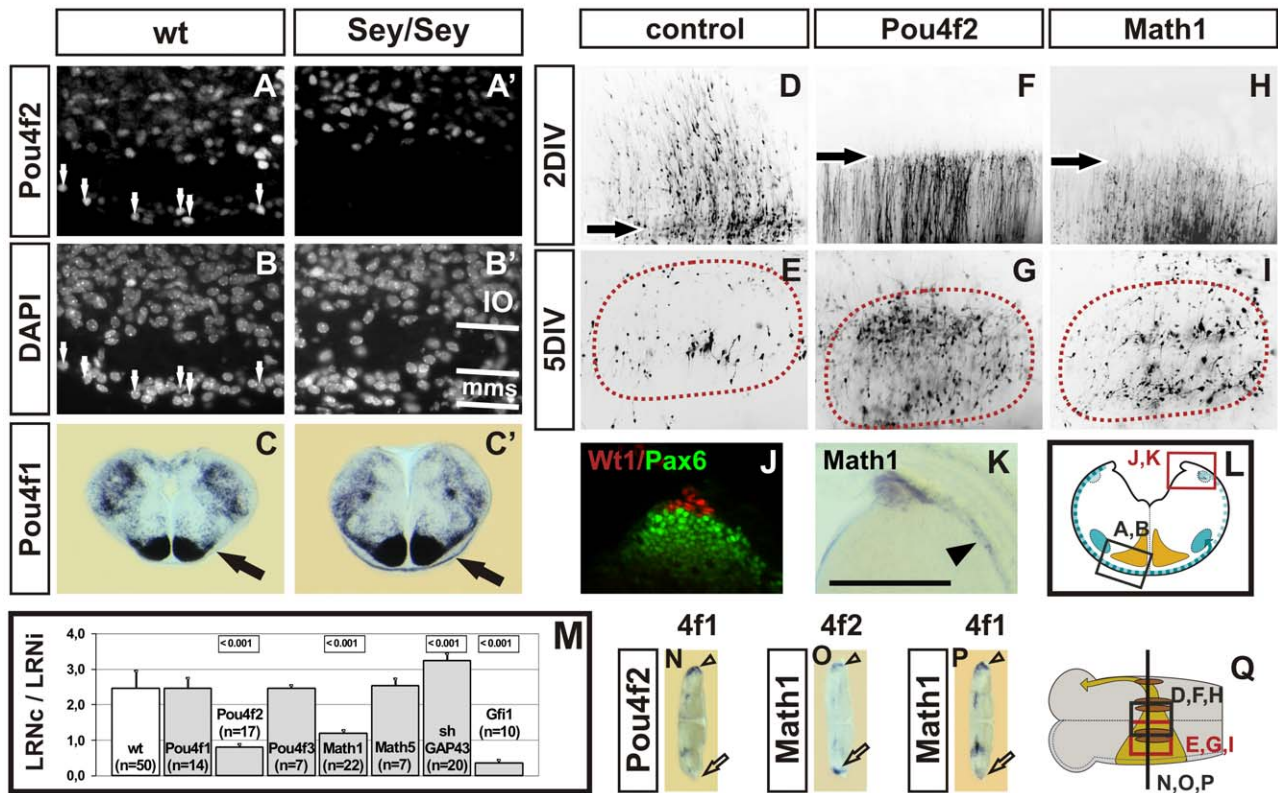 wt
Sey/Sey
control
Pou4f2
Math1
Pou4f2
A
A'
2DIV
D
F
H
DAPI
B
B'
IO
mms
5DIV
E
G
I
Pou4f1
C
C'
Wt1/Pax6
J
Math1
K
L
J,K
A,B
M
LRNc / LRNi
4,0
3,0
2,0
1,0
0,0
< 0.001
< 0.001
< 0.001
< 0.001
wt
(n=50)
Pou4f1
(n=14)
Pou4f2
(n=17)
Pou4f3
(n=7)
Math1
(n=22)
Math5
(n=7)
sh
GAP43
(n=20)
Gfi1
(n=10)
4f1
4f2
4f1
Pou4f2
N
Math1
O
Math1
P
Q
D,F,H
E,G,I
N,O,P